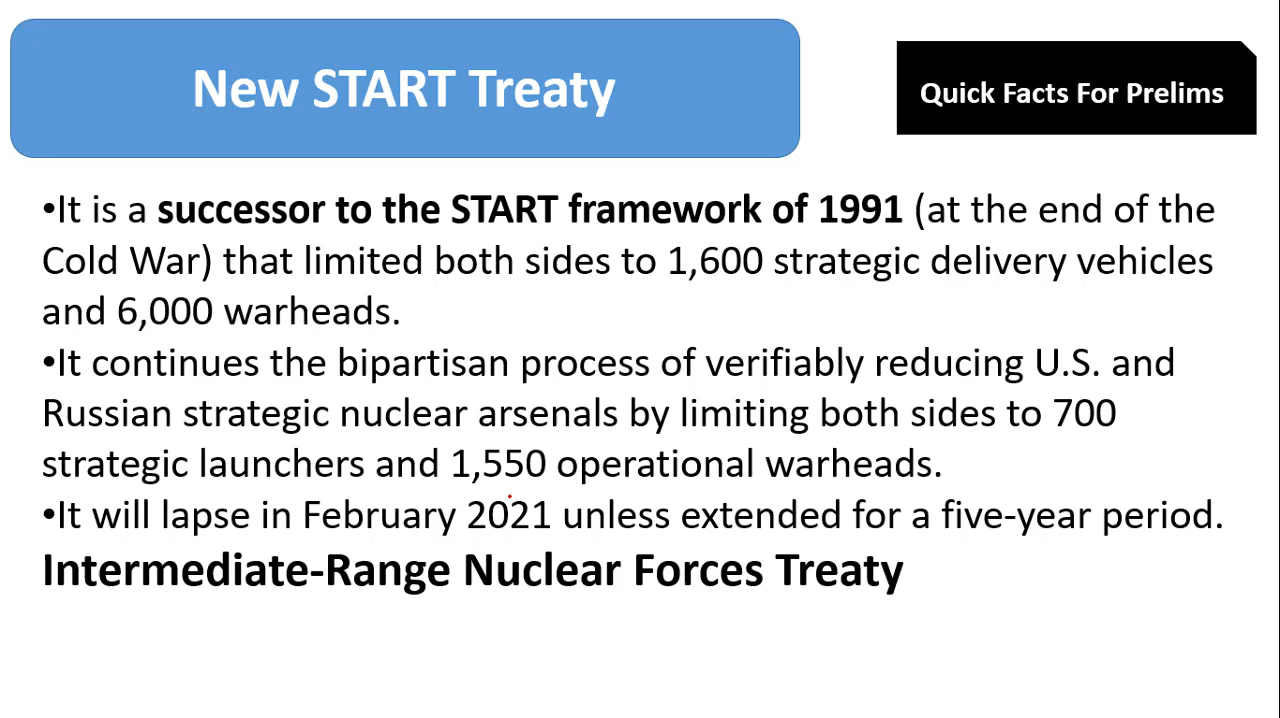 New START Treaty
Quick Facts For Prelims
•It is a successor to the START framework of 1991 (at the end of the
Cold War) that limited both sides to 1,600 strategic delivery vehicles
and 6,000 warheads.
•It continues the bipartisan process of verifiably reducing U.S. and
Russian strategic nuclear arsenals by limiting both sides to 700
strategic launchers and 1,550 operational warheads.
•It will lapse in February 2021 unless extended for a five-year period.
Intermediate-Range Nuclear Forces Treaty